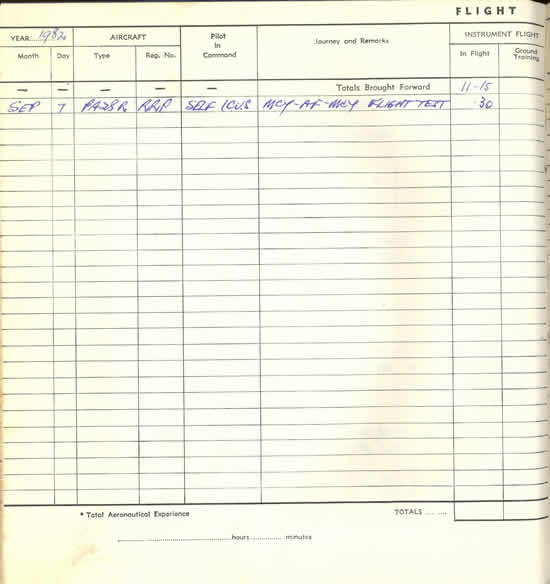 FLIGHT
YEAR 1982 AIRCRAFT Pilot In Command Journey and Remarks INSTRUMENT FLIGHT
Month Day Type Reg. No. In Flight Ground Training
— — — — — Totals Brought Forward 11-15
SEP 7 PA28R RRP SELF ICUS MCY-AF-MCY FLIGHT TEST .30
* Total Aeronautical Experience TOTALS .... ....
.................................hours................minutes